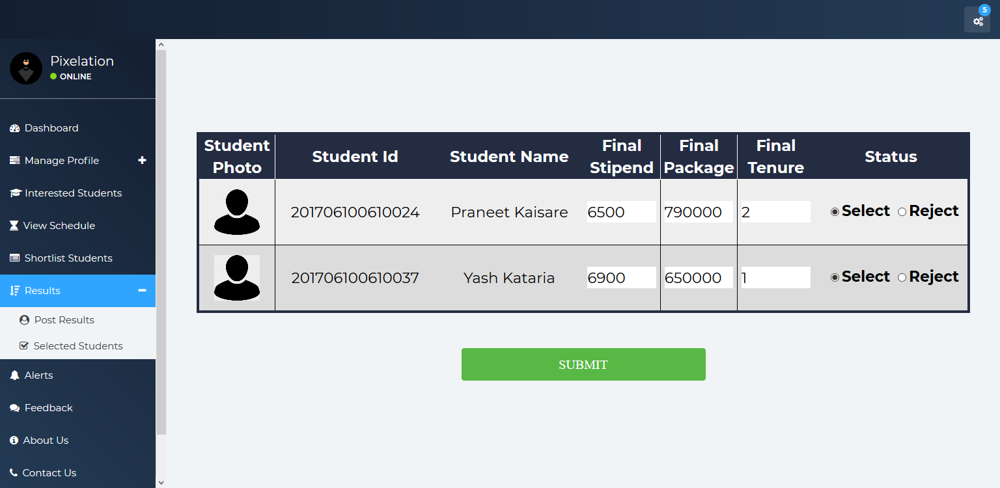 5
Pixelation
ONLINE
Dashboard
Manage Profile
Interested Students
View Schedule
Shortlist Students
Results
Post Results
Selected Students
Alerts
Feedback
About Us
Contact Us
Student Photo Student Id Student Name Final Stipend Final Package Final Tenure Status
201706100610024 Praneet Kaisare 6500 790000 2 Select Reject
201706100610037 Yash Kataria 6900 650000 1 Select Reject
SUBMIT